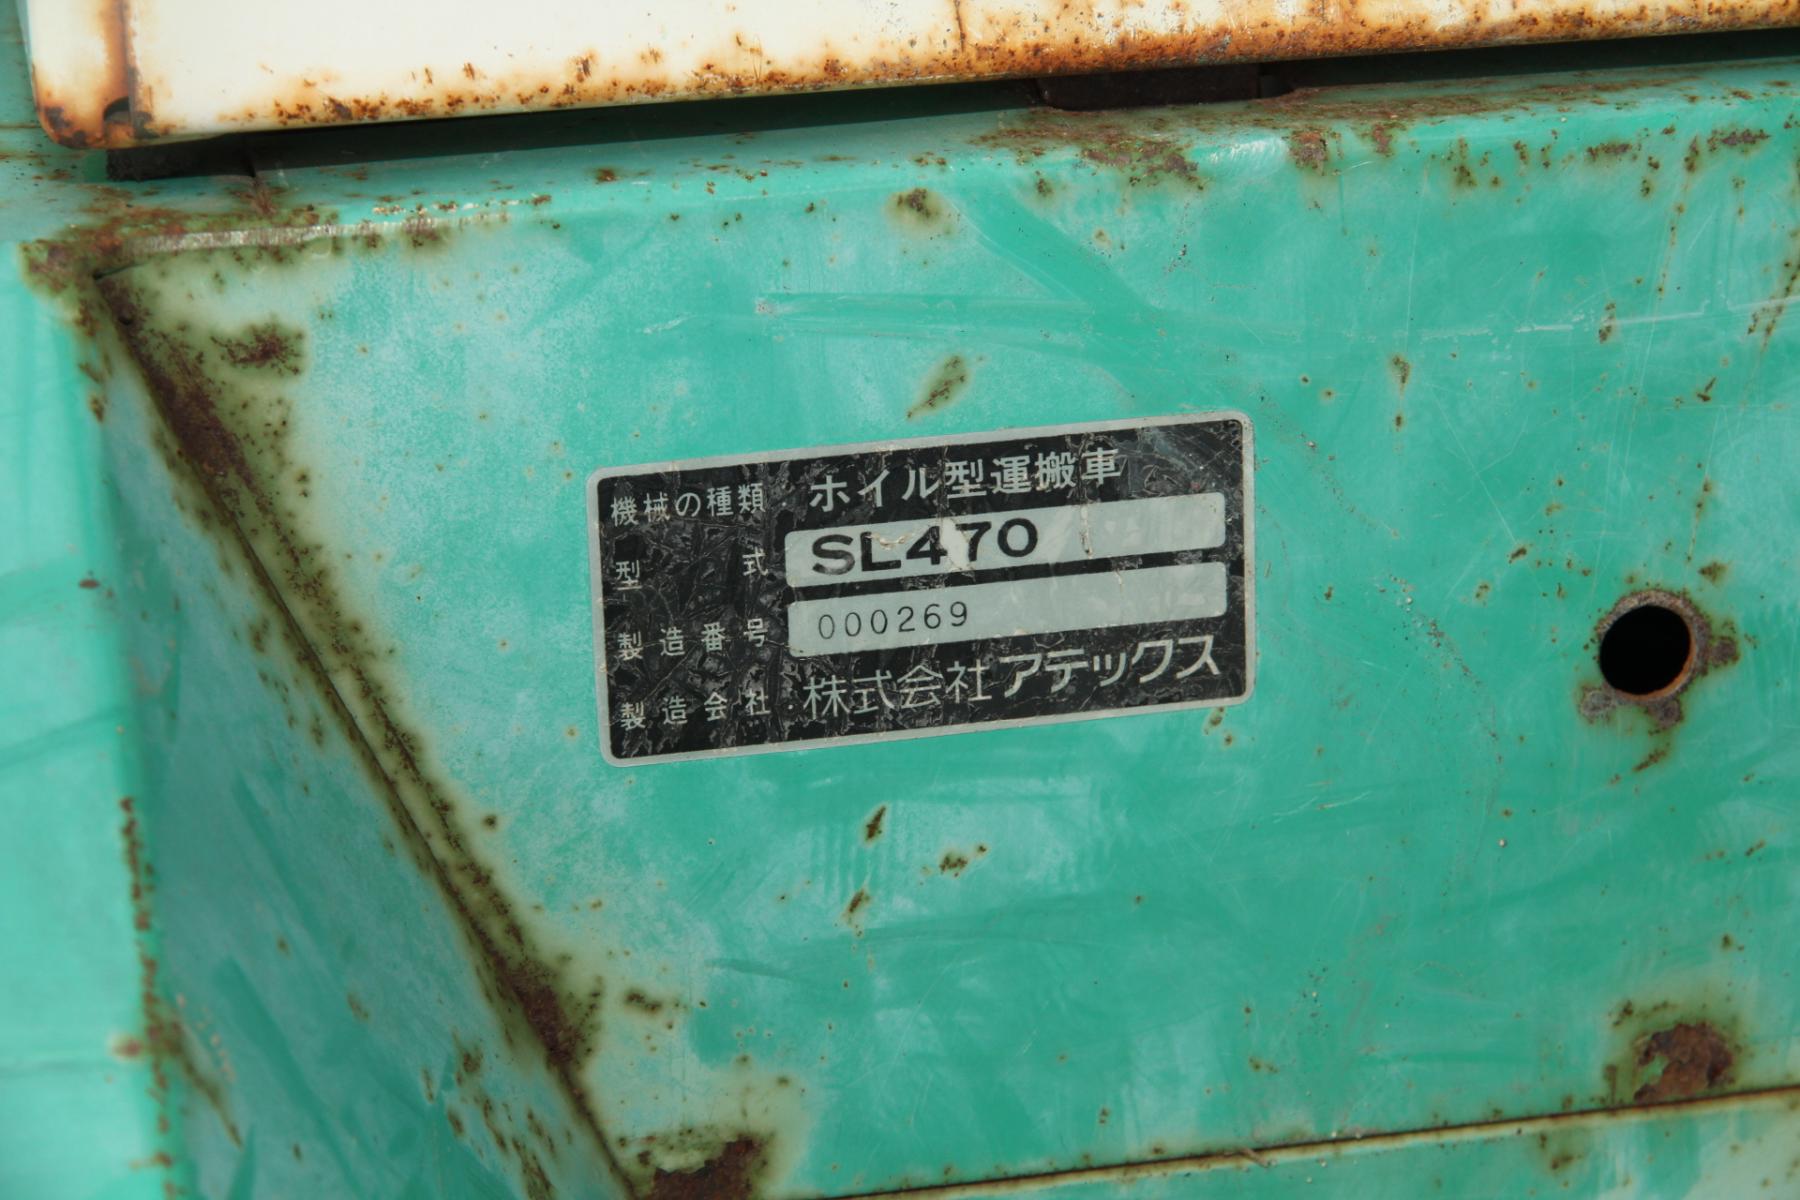 機械の種類 ホイル型運搬車
型式 SL470
製造番号 000269
製造会社 株式会社アテックス